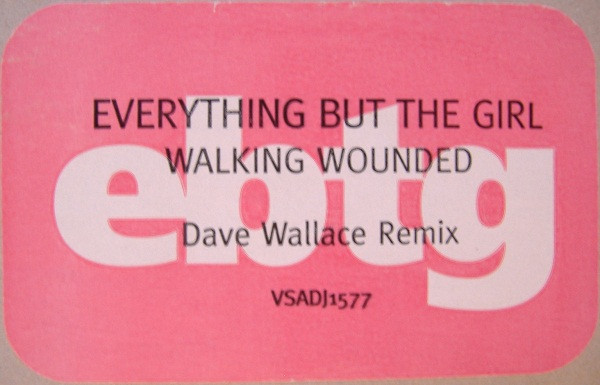 EVERYTHING BUT THE GIRL
WALKING WOUNDED
ebtg
Dave Wallace Remix
VSADJ1577